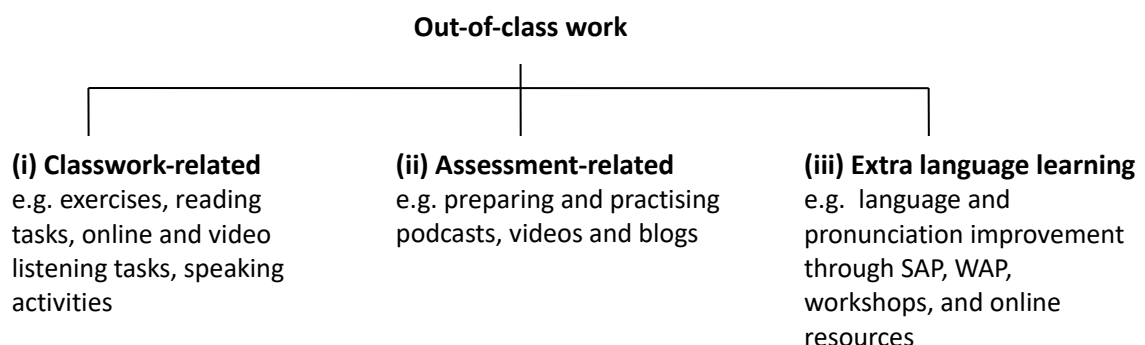 Out-of-class work
(i) Classwork-related
e.g. exercises, reading
tasks, online and video
listening tasks, speaking
activities
(ii) Assessment-related
e.g. preparing and practising
podcasts, videos and blogs
(iii) Extra language learning
e.g. language and
pronunciation improvement
through SAP, WAP,
workshops, and online
resources